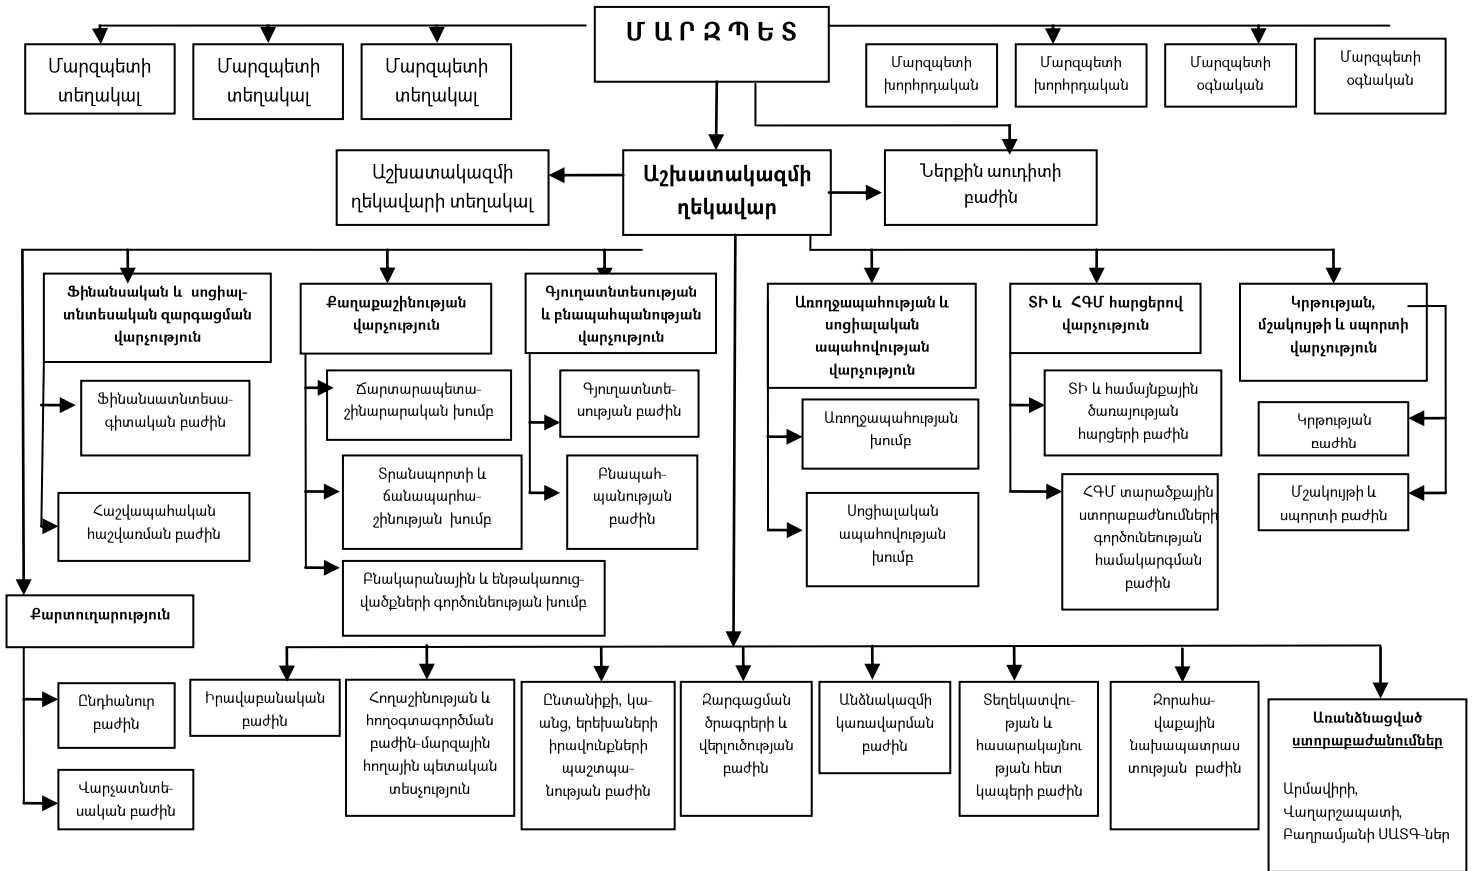 ՄԱՐԶՊԵՏ
Մարզպետի
տեղակալ
Մարզպետի
տեղակալ
Մարզպետի
տեղակալ
Մարզպետի
խորհրդական
Մարզպետի
խորհրդական
Մարզպետի
օգնական
Մարզպետի
օգնական
Աշխատակազմի
ղեկավարի տեղակալ
Աշխատակազմի
ղեկավար
Ներքին աուդիտի
բաժին
Ֆինանսական և սոցիալ-
տնտեսական զարգացման
վարչություն
Ֆինանսատնտեսա-
գիտական բաժին
Հաշվապահական
հաշվառման բաժին
Քաղաքաշինության
վարչություն
Ճարտարապետա-
շինարարական խումբ
Տրանսպորտի և
ճանապարհա-
շինության խումբ
Բնակարանային և ենթակառուց-
վածքների գործունեության խումբ
Գյուղատնտեսության
և բնապահպանության
վարչություն
Գյուղատնտե-
սության բաժին
Բնապահ-
պանության
բաժին
Առողջապահության և
սոցիալական
ապահովության
վարչություն
Առողջապահության
խումբ
Սոցիալական
ապահովության
խումբ
ՏԻ և ՀԳՄ հարցերով
վարչություն
ՏԻ և համայնքային
ծառայության
հարցերի բաժին
ՀԳՄ տարածքային
ստորաբաժնումների
գործունեության
համակարգման
բաժին
Կրթության,
մշակույթի և սպորտի
վարչություն
Կրթության
բաժին
Մշակույթի և
սպորտի բաժին
Քարտուղարություն
Ընդհանուր
բաժին
Վարչատնտե-
սական բաժին
Իրավաբանական
բաժին
Հողաշինության և
հողօգտագործման
բաժին-մարզային
հողային պետական
տեսչություն
Ընտանիքի, կա-
անց, երեխաների
իրավունքների
պաշտպա-
նության բաժին
Զարգացման
ծրագրերի և
վերլուծության
բաժին
Անձնակազմի
կառավարման
բաժին
Տեղեկատվու-
թյան և
հասարակայնու
թյան հետ
կապերի բաժին
Զորահա-
վաքային
նախապատրաս
տության բաժին
Առանձնացված
ստորաբաժանումներ
Արմավիրի,
Վաղարշապատի,
Բաղրամյանի ՍԱՏԳ-ներ